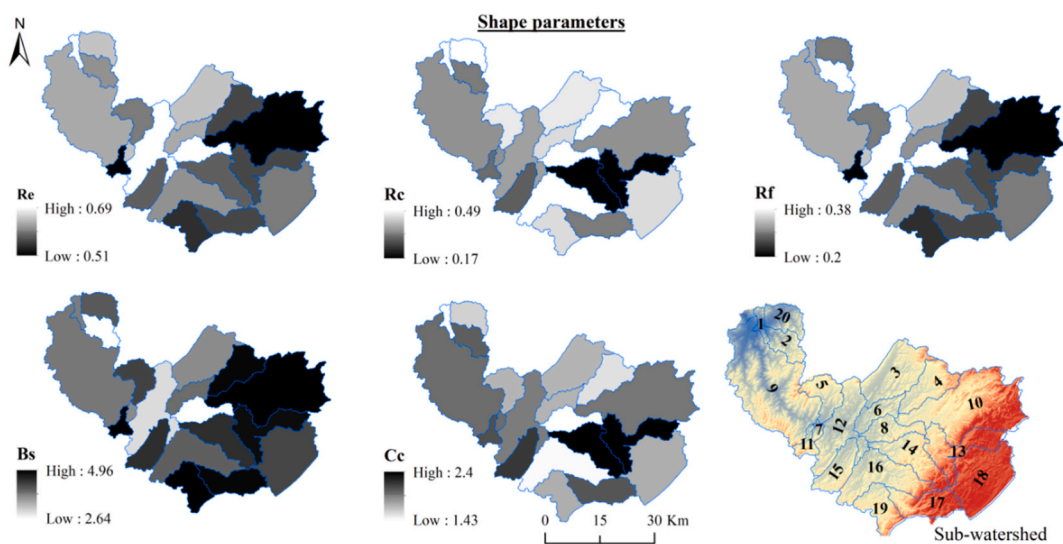 Shape parameters
N
Re
High : 0.69
Low : 0.51
Rc
High : 0.49
Low : 0.17
Rf
High : 0.38
Low : 0.2
Bs
High : 4.96
Low : 2.64
Cc
High : 2.4
Low : 1.43
0 15 30 Km
1
20
2
9
5
3
4
10
6
7
12
8
11
14
13
15
16
18
19
17
Sub-watershed